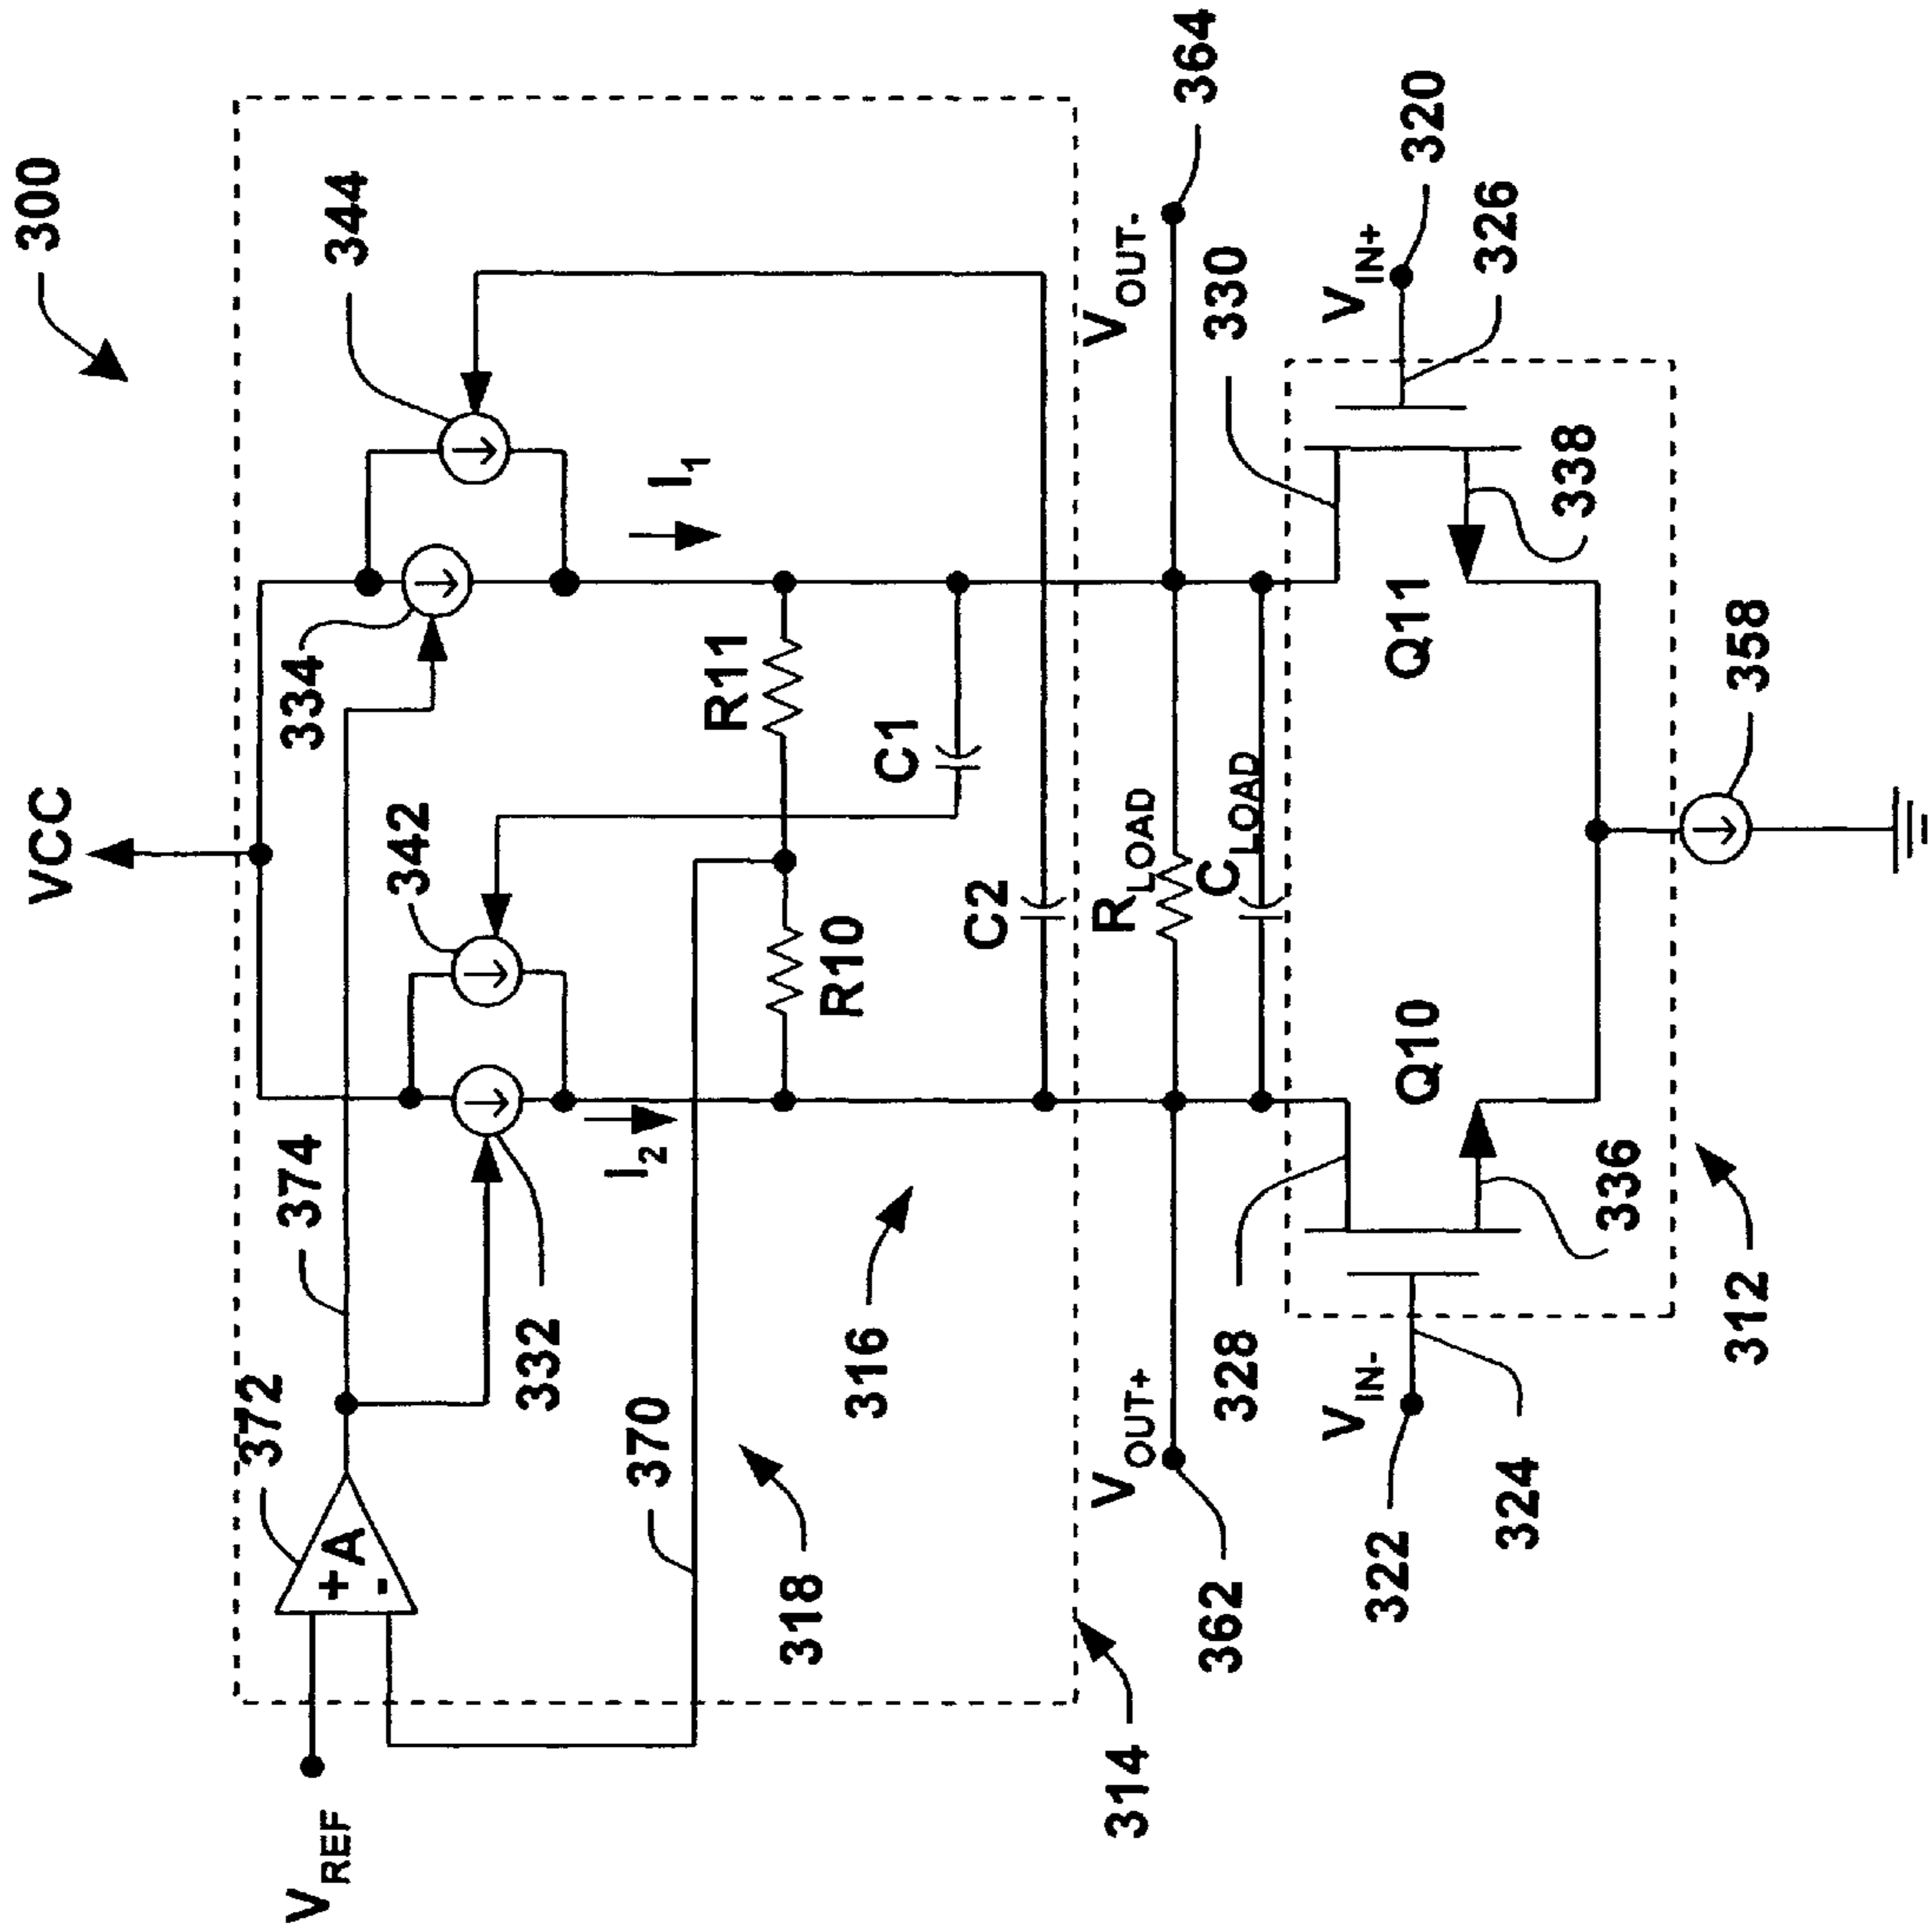 300
VCC
344
334
342
374
372
+
A
-
VREF
I1
I2
332
R11
R10
C1
C2
370
316
318
314
VOUT-
364
VOUT+
362
RLOAD
CLOAD
330
328
VIN+
320
326
VIN-
322
324
Q11
Q10
338
336
358
312